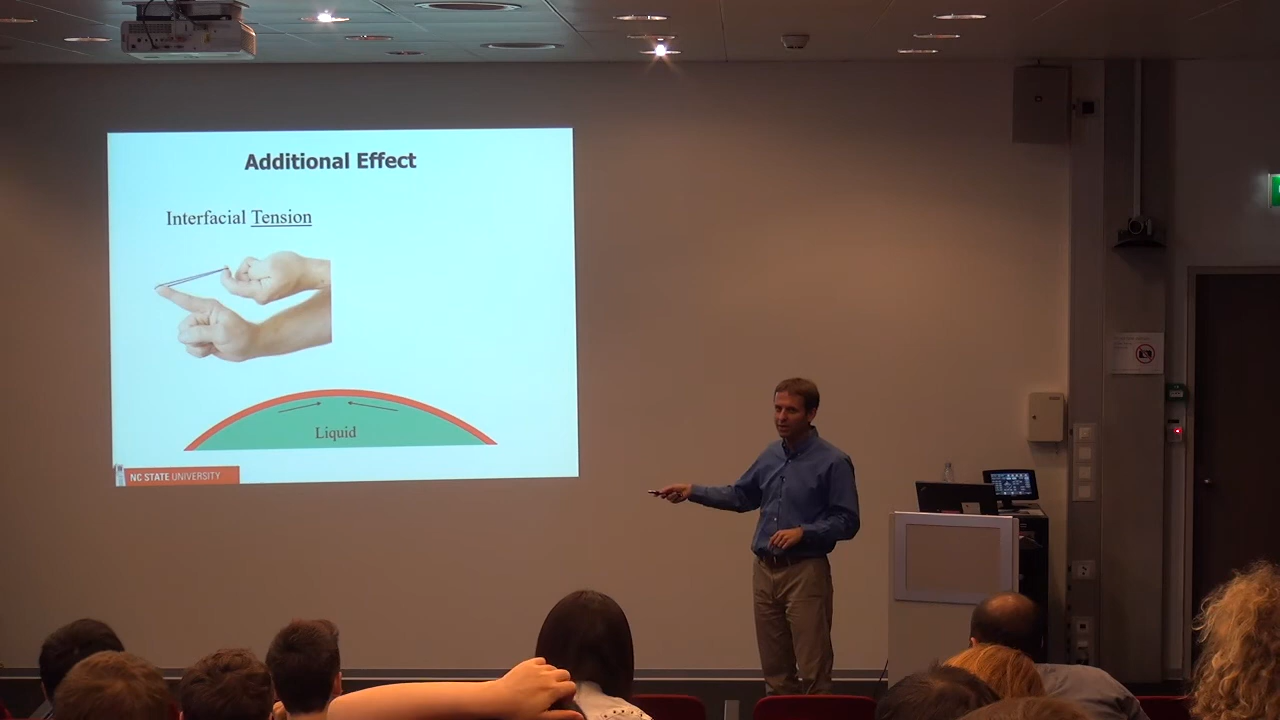 Additional Effect
Interfacial Tension
Liquid
NC STATE UNIVERSITY